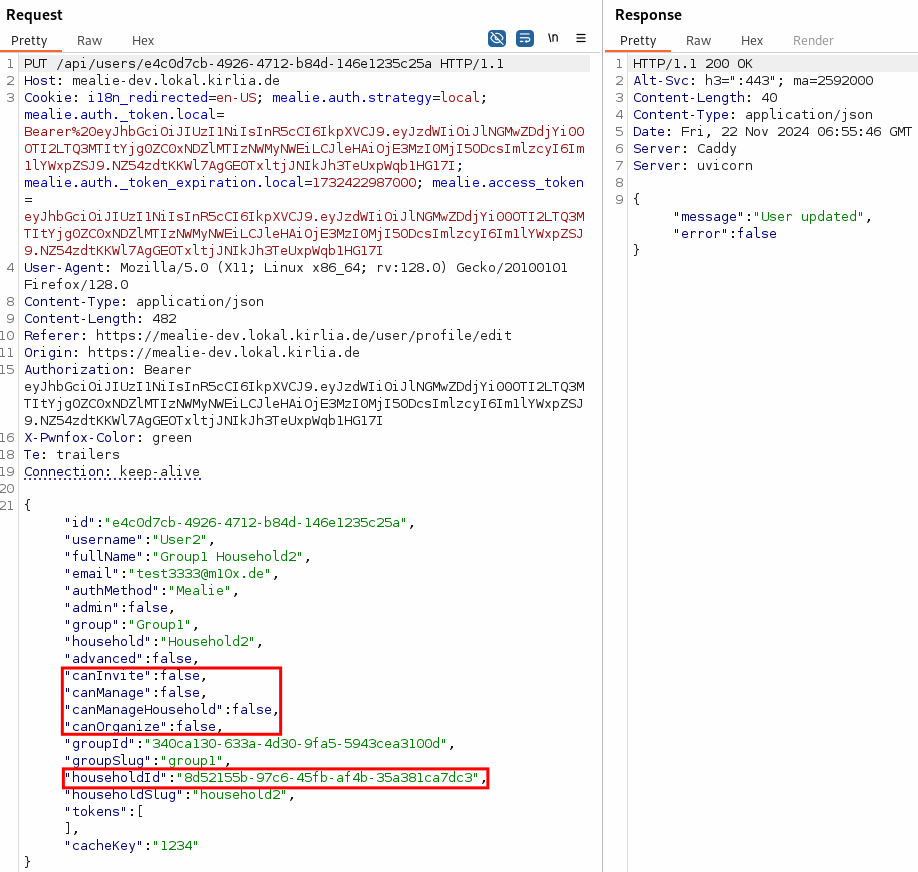 Request
Pretty
Raw
Hex
\n
1 PUT /api/users/e4c0d7cb-4926-4712-b84d-146e1235c25a HTTP/1.1
2 Host: mealie-dev.lokal.kirlia.de
3 Cookie: i18n_redirected=en-US; mealie.auth.strategy=local;
mealie.auth._token.local=
Bearer%20eyJhbGciOiJIUzI1NiIsInR5cCI6IkpXVCJ9.eyJzdWIiOiJlNGMwZDdjYi00
OTI2LTQ3MTItYjg0ZC0xNDZlMTIzNWMyNWEiLCJleHAiOjE3MzI0MjI5ODcsImlzcyI6Im
1lYWxpZSJ9.NZ54zdtKKWl7AgGEOTxltjJNIkJh3TeUxpWqb1HG17I;
mealie.auth._token_expiration.local=1732422987000; mealie.access_token
=
eyJhbGciOiJIUzI1NiIsInR5cCI6IkpXVCJ9.eyJzdWIiOiJlNGMwZDdjYi00OTI2LTQ3M
TItYjg0ZC0xNDZlMTIzNWMyNWEiLCJleHAiOjE3MzI0MjI5ODcsImlzcyI6Im1lYWxpZSJ
9.NZ54zdtKKWl7AgGEOTxltjJNIkJh3TeUxpWqb1HG17I
4 User-Agent: Mozilla/5.0 (X11; Linux x86_64; rv:128.0) Gecko/20100101
Firefox/128.0
8 Content-Type: application/json
9 Content-Length: 482
10 Referer: https://mealie-dev.lokal.kirlia.de/user/profile/edit
11 Origin: https://mealie-dev.lokal.kirlia.de
15 Authorization: Bearer
eyJhbGciOiJIUzI1NiIsInR5cCI6IkpXVCJ9.eyJzdWIiOiJlNGMwZDdjYi00OTI2LTQ3M
TItYjg0ZC0xNDZlMTIzNWMyNWEiLCJleHAiOjE3MzI0MjI5ODcsImlzcyI6Im1lYWxpZSJ
9.NZ54zdtKKWl7AgGEOTxltjJNIkJh3TeUxpWqb1HG17I
16 X-Pwnfox-Color: green
18 Te: trailers
19 Connection: keep-alive
20
21 {
"id":"e4c0d7cb-4926-4712-b84d-146e1235c25a",
"username":"User2",
"fullName":"Group1 Household2",
"email":"test3333@m10x.de",
"authMethod":"Mealie",
"admin":false,
"group":"Group1",
"household":"Household2",
"advanced":false,
"canInvite":false,
"canManage":false,
"canManageHousehold":false,
"canOrganize":false,
"groupId":"340ca130-633a-4d30-9fa5-5943cea3100d",
"groupSlug":"group1",
"householdId":"8d52155b-97c6-45fb-af4b-35a381ca7dc3",
"householdSlug":"household2",
"tokens":[
],
"cacheKey":"1234"
}
Response
Pretty
Raw
Hex
Render
1 HTTP/1.1 200 OK
2 Alt-Svc: h3=":443"; ma=2592000
3 Content-Length: 40
4 Content-Type: application/json
5 Date: Fri, 22 Nov 2024 06:55:46 GMT
6 Server: Caddy
7 Server: uvicorn
8
9 {
"message":"User updated",
"error":false
}